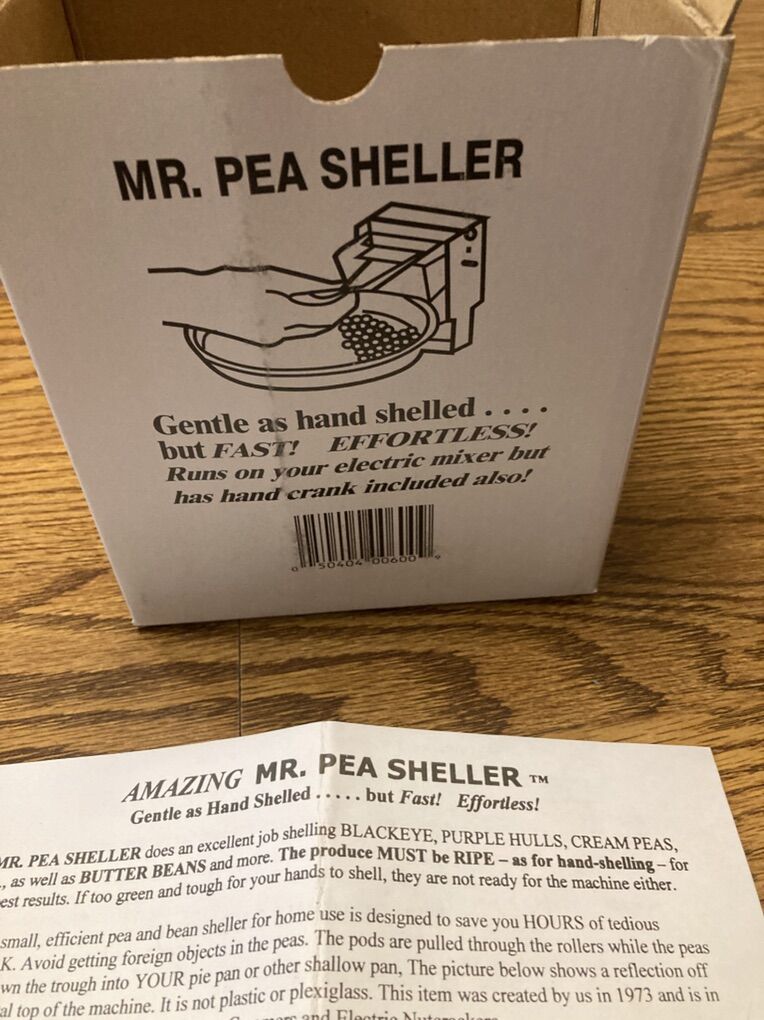 MR. PEA SHELLER
Gentle as hand shelled . . . .
but FAST! EFFORTLESS!
Runs on your electric mixer but
has hand crank included also!
0 50404 00600 9
AMAZING MR. PEA SHELLER TM
Gentle as Hand Shelled . . . . . but Fast! Effortless!
MR. PEA SHELLER does an excellent job shelling BLACKEYE, PURPLE HULLS, CREAM PEAS,
., as well as BUTTER BEANS and more. The produce MUST be RIPE – as for hand-shelling – for
est results. If too green and tough for your hands to shell, they are not ready for the machine either.
small, efficient pea and bean sheller for home use is designed to save you HOURS of tedious
K. Avoid getting foreign objects in the peas. The pods are pulled through the rollers while the peas
wn the trough into YOUR pie pan or other shallow pan, The picture below shows a reflection off
al top of the machine. It is not plastic or plexiglass. This item was created by us in 1973 and is in
and Electric